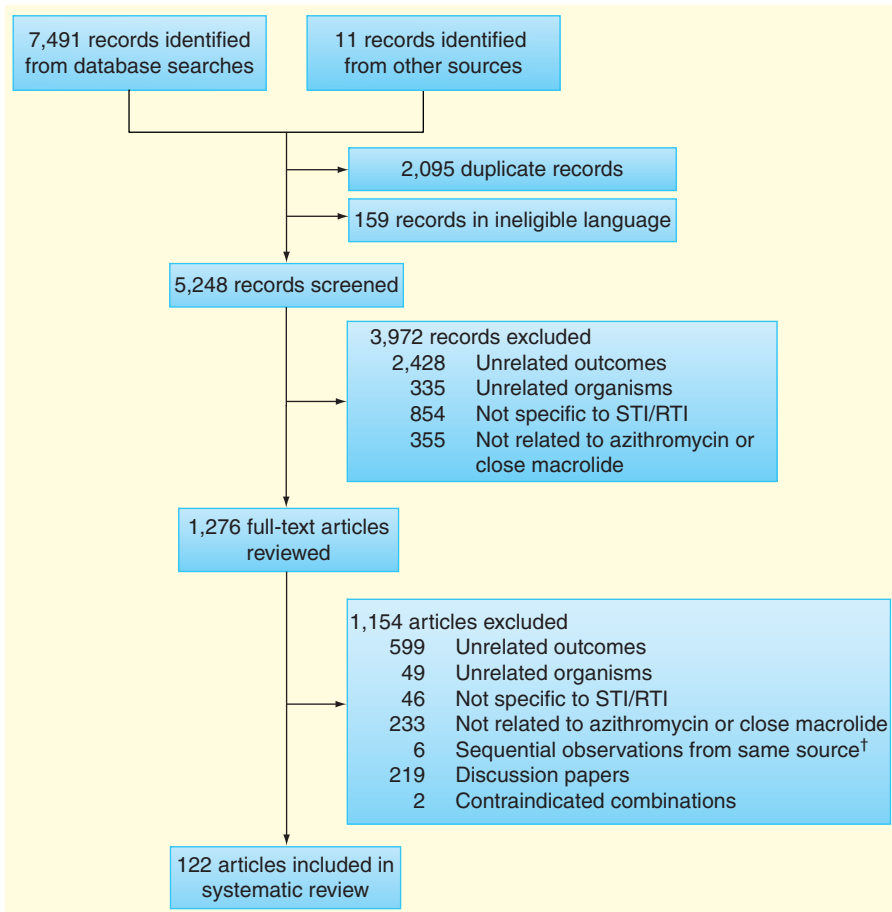 7,491 records identified
from database searches
11 records identified
from other sources
2,095 duplicate records
159 records in ineligible language
5,248 records screened
3,972 records excluded
2,428 Unrelated outcomes
335 Unrelated organisms
854 Not specific to STI/RTI
355 Not related to azithromycin or
close macrolide
1,276 full-text articles
reviewed
1,154 articles excluded
599 Unrelated outcomes
49 Unrelated organisms
46 Not specific to STI/RTI
233 Not related to azithromycin or close macrolide
6 Sequential observations from same source†
219 Discussion papers
2 Contraindicated combinations
122 articles included in
systematic review